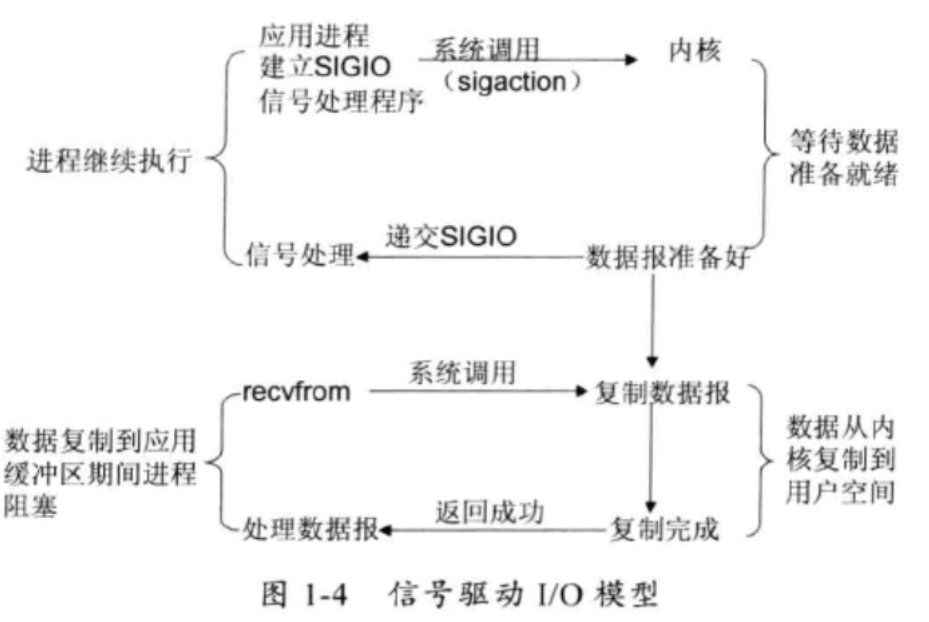 应用进程
建立SIGIO
信号处理程序
系统调用
（sigaction）
内核
进程继续执行
等待数据
准备就绪
信号处理
递交SIGIO
数据报准备好
recvfrom
系统调用
复制数据报
数据复制到应用
缓冲区期间进程
阻塞
数据从内
核复制到
用户空间
处理数据报
返回成功
复制完成
图 1-4 信号驱动 I/O 模型